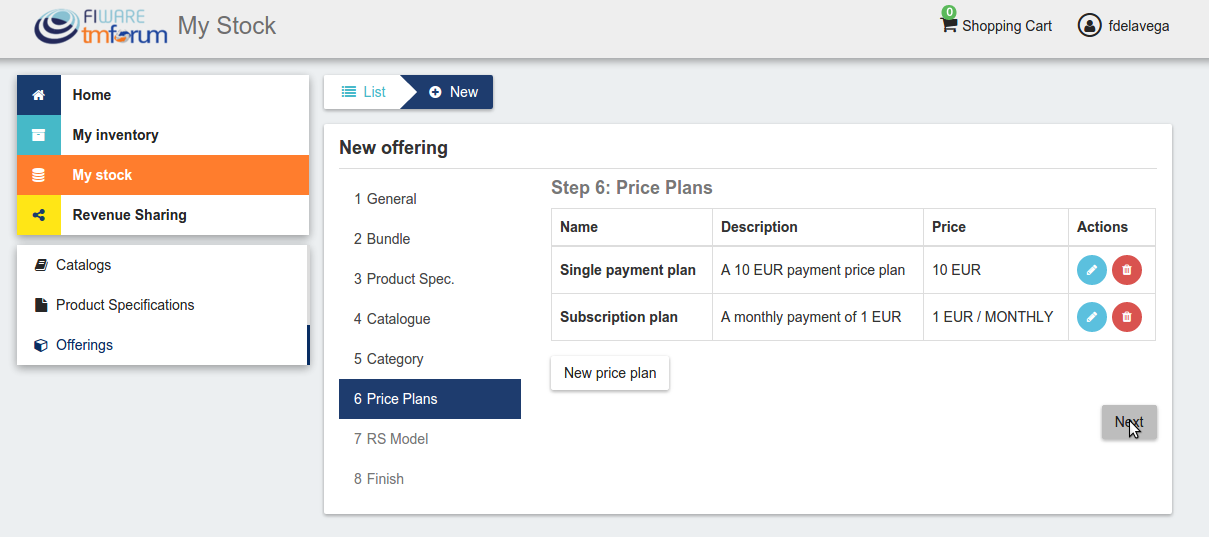 FIWARE
tmforum
My Stock
0
Shopping Cart
fdelavega
Home
My inventory
My stock
Revenue Sharing
Catalogs
Product Specifications
Offerings
List
New
New offering
1 General
2 Bundle
3 Product Spec.
4 Catalogue
5 Category
6 Price Plans
7 RS Model
8 Finish
Step 6: Price Plans
Name Description Price Actions
Single payment plan A 10 EUR payment price plan 10 EUR
Subscription plan A monthly payment of 1 EUR 1 EUR / MONTHLY
New price plan
Next